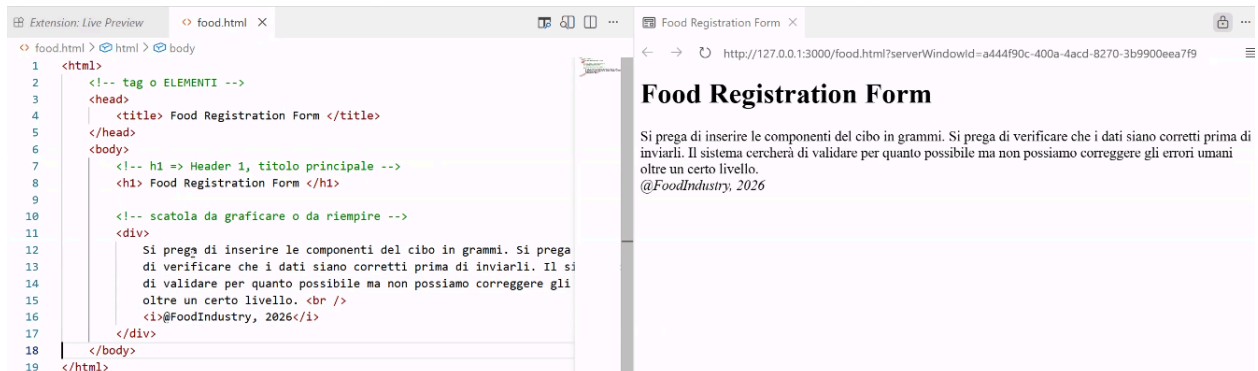 Extension: Live Preview
food.html
food.html > html > body
1 <html>
2 <!-- tag o ELEMENTI -->
3 <head>
4 <title> Food Registration Form </title>
5 </head>
6 <body>
7 <!-- h1 => Header 1, titolo principale -->
8 <h1> Food Registration Form </h1>
9
10 <!-- scatola da graficare o da riempire -->
11 <div>
12 Si prega di inserire le componenti del cibo in grammi. Si prega
13 di verificare che i dati siano corretti prima di inviarli. Il si
14 di validare per quanto possibile ma non possiamo correggere gli
15 oltre un certo livello. <br />
16 <i>@FoodIndustry, 2026</i>
17 </div>
18 </body>
19 </html>
Food Registration Form
http://127.0.0.1:3000/food.html?serverWindowId=a444f90c-400a-4acd-8270-3b9900eea7f9
Food Registration Form
Si prega di inserire le componenti del cibo in grammi. Si prega di verificare che i dati siano corretti prima di
inviarli. Il sistema cercherà di validare per quanto possibile ma non possiamo correggere gli errori umani
oltre un certo livello.
@FoodIndustry, 2026